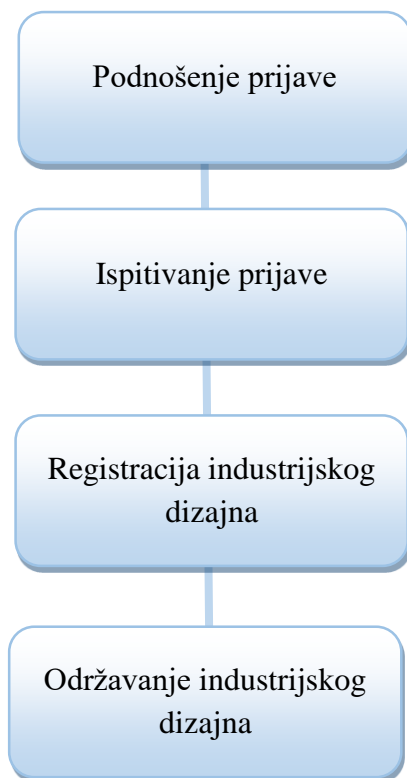 Podnošenje prijave
Ispitivanje prijave
Registracija industrijskog
dizajna
Održavanje industrijskog
dizajna